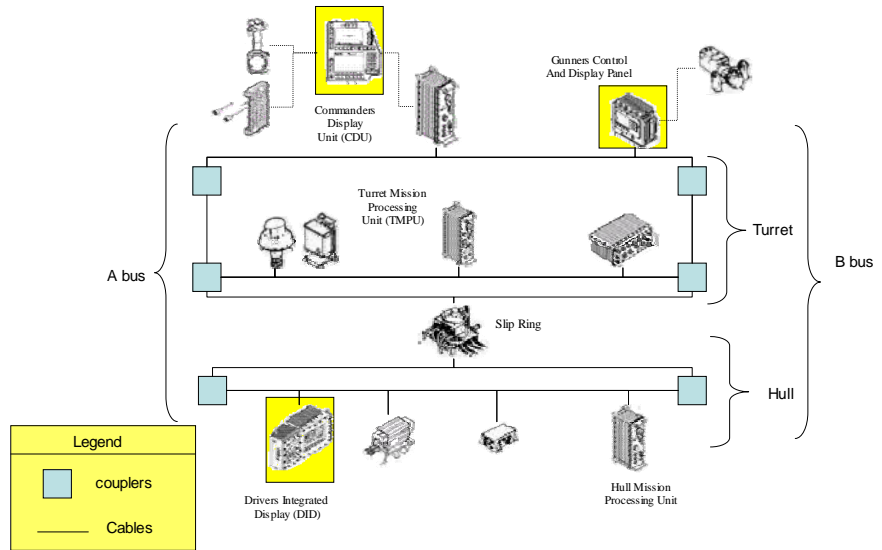 Commanders
Display
Unit (CDU)
Gunners Control
And Display Panel
Turret Mission
Processing
Unit (TMPU)
Turret
A bus
B bus
Slip Ring
Hull
Legend
couplers
Cables
Drivers Integrated
Display (DID)
Hull Mission
Processing Unit